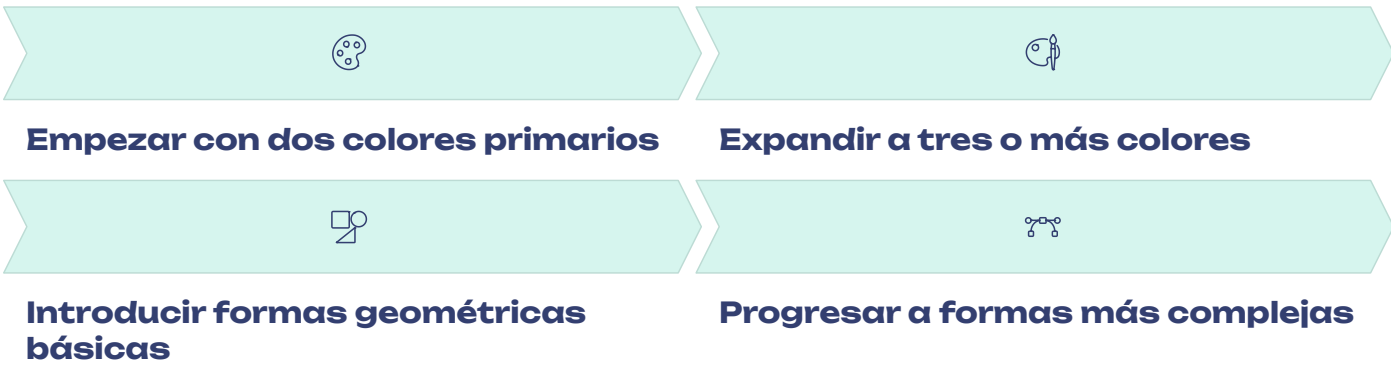 Empezar con dos colores primarios
Expandir a tres o más colores
Introducir formas geométricas
básicas
Progresar a formas más complejas